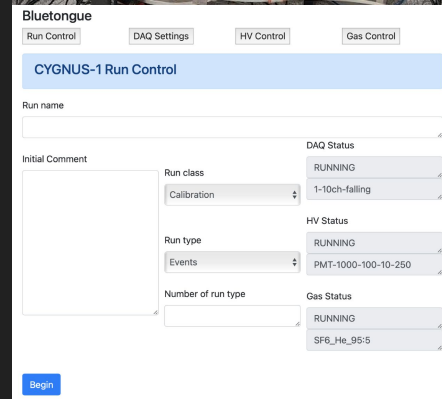 Bluetongue
Run Control DAQ Settings HV Control Gas Control
CYGNUS-1 Run Control
Run name
Initial Comment
Run class
Calibration
Run type
Events
Number of run type
DAQ Status
RUNNING
1-10ch-falling
HV Status
RUNNING
PMT-1000-100-10-250
Gas Status
RUNNING
SF6_He_95:5
Begin